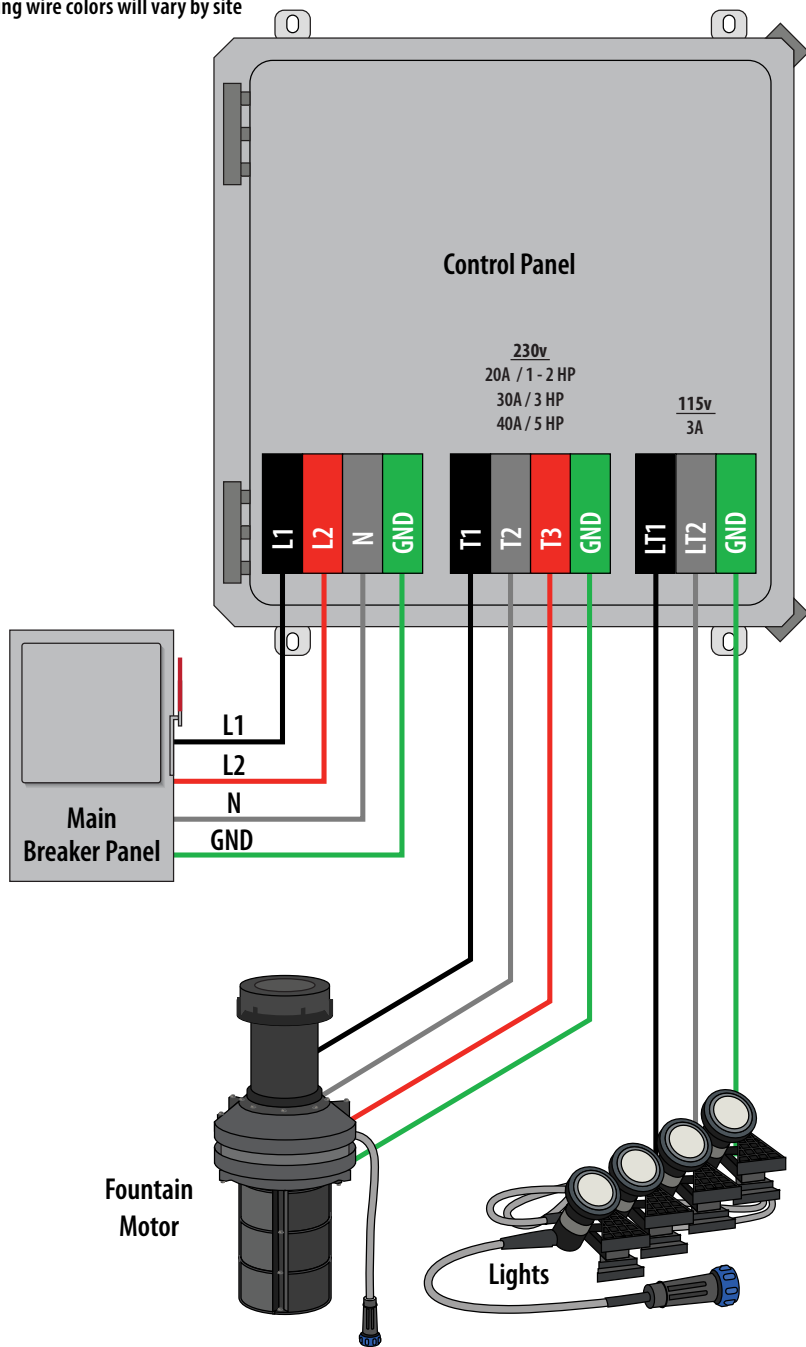 ng wire colors will vary by site
Control Panel
230v
20A / 1 - 2 HP
30A / 3 HP
40A / 5 HP
115v
3A
L1
L2
N
GND
T1
T2
T3
GND
LT1
LT2
GND
L1
L2
N
GND
Main
Breaker Panel
Fountain
Motor
Lights